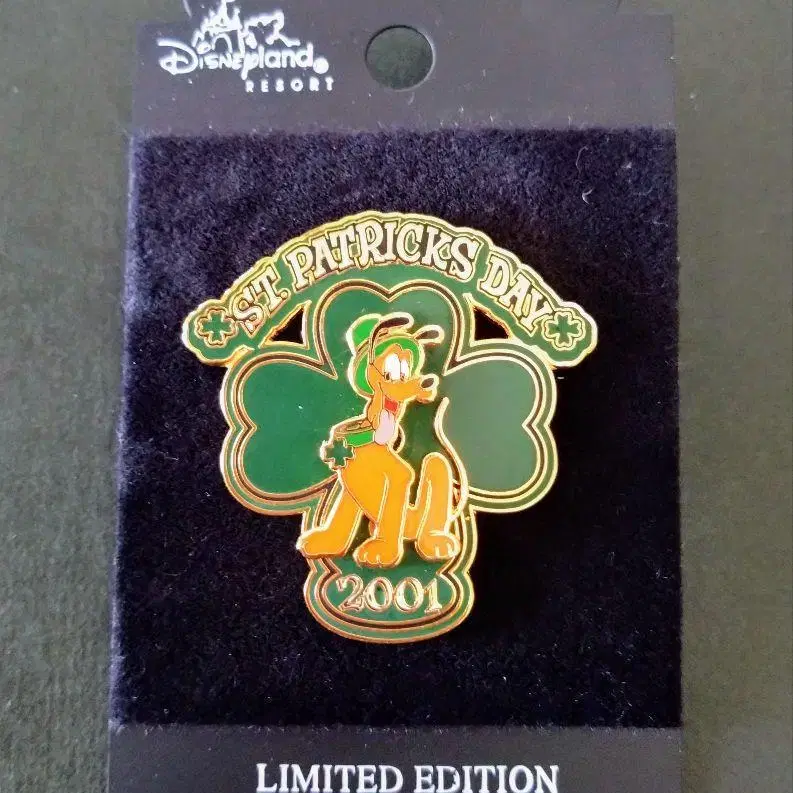 Disneyland®
RESORT
ST. PATRICKS DAY
2001
LIMITED EDITION